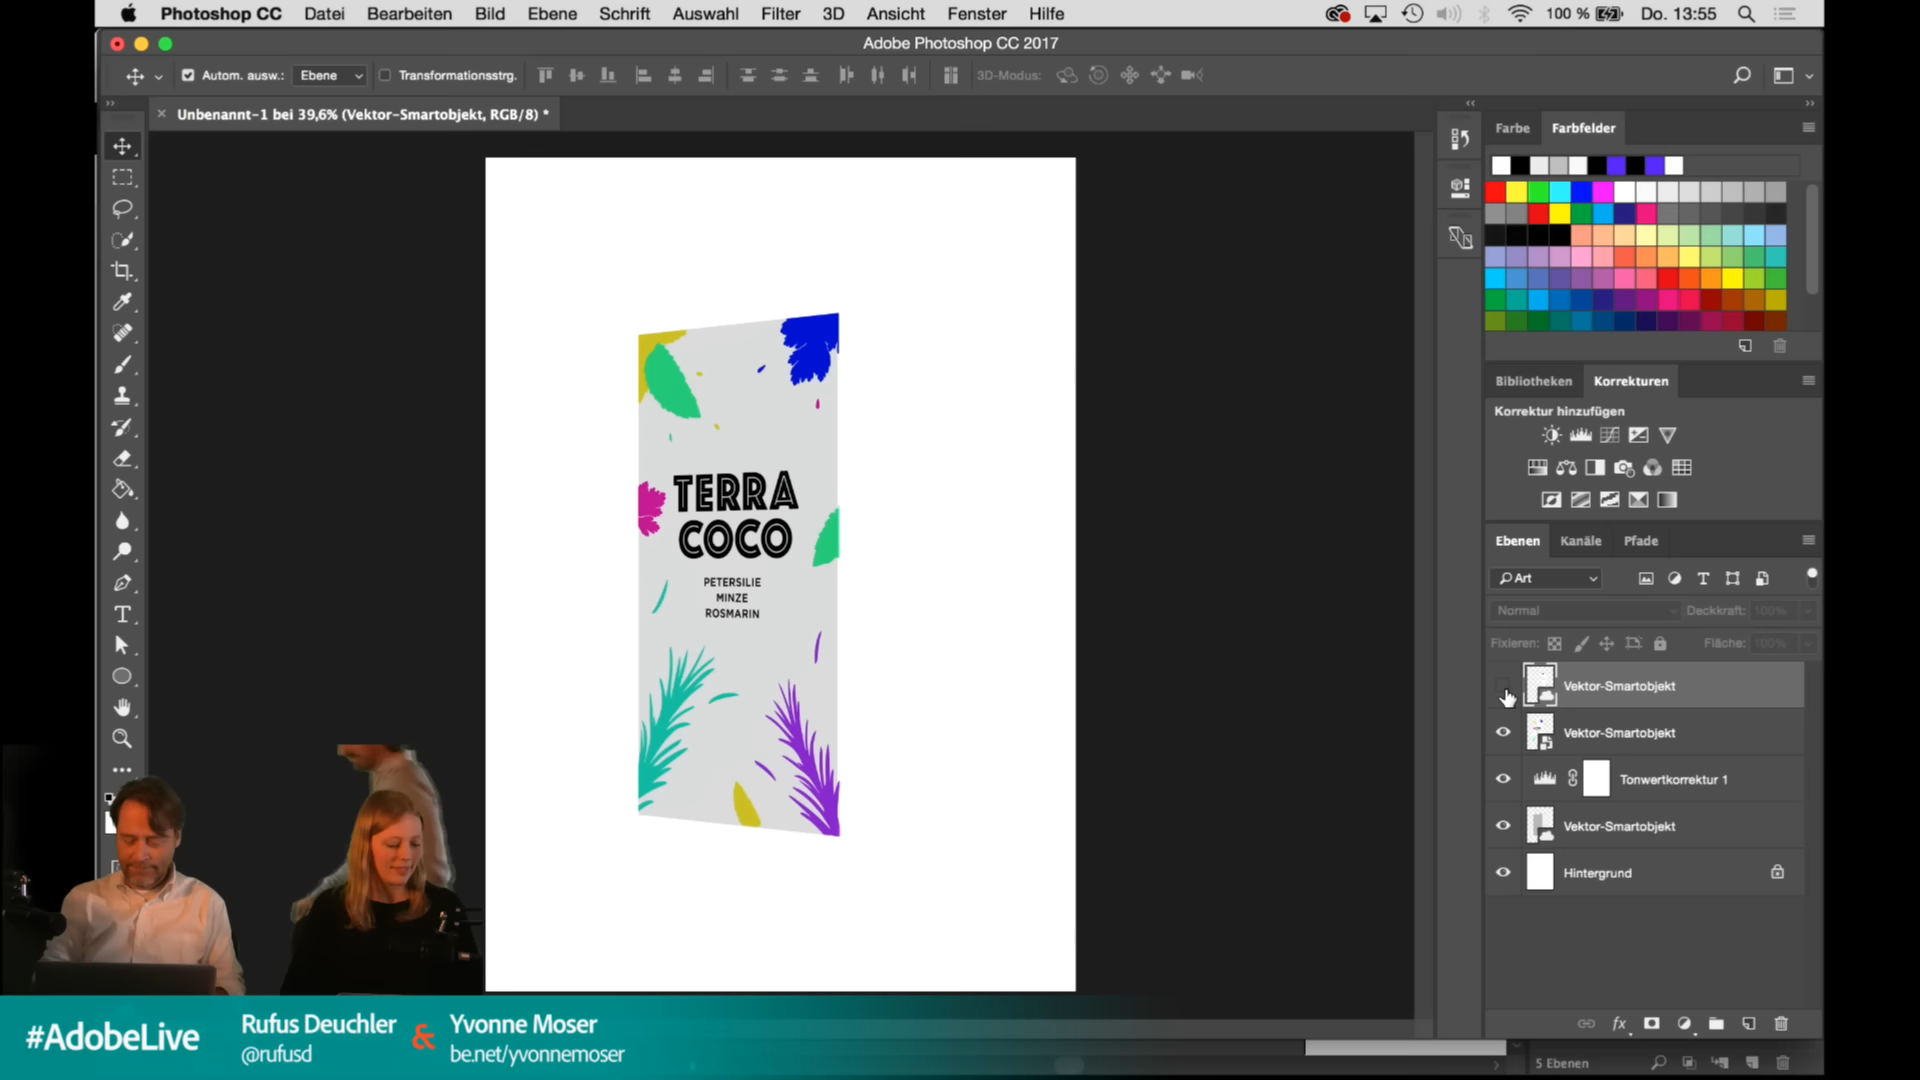 Photoshop CC Datei Bearbeiten Bild Ebene Schrift Auswahl Filter 3D Ansicht Fenster Hilfe 100 % Do. 13:55
Adobe Photoshop CC 2017
Autom. ausw.: Ebene Transformationsstrg. 3D-Modus:
Unbenannt-1 bei 39,6% (Vektor-Smartobjekt, RGB/8) *
Farbe Farbfelder
Bibliotheken Korrekturen
Korrektur hinzufügen
Ebenen Kanäle Pfade
Art
Normal Deckkraft: 100%
Fixieren: Fläche: 100%
Vektor-Smartobjekt
Vektor-Smartobjekt
Tonwertkorrektur 1
Vektor-Smartobjekt
Hintergrund
fx
5 Ebenen
TERRA
COCO
PETERSILIE
MINZE
ROSMARIN
#AdobeLive
Rufus Deuchler & Yvonne Moser
@rufusd be.net/yvonnemoser